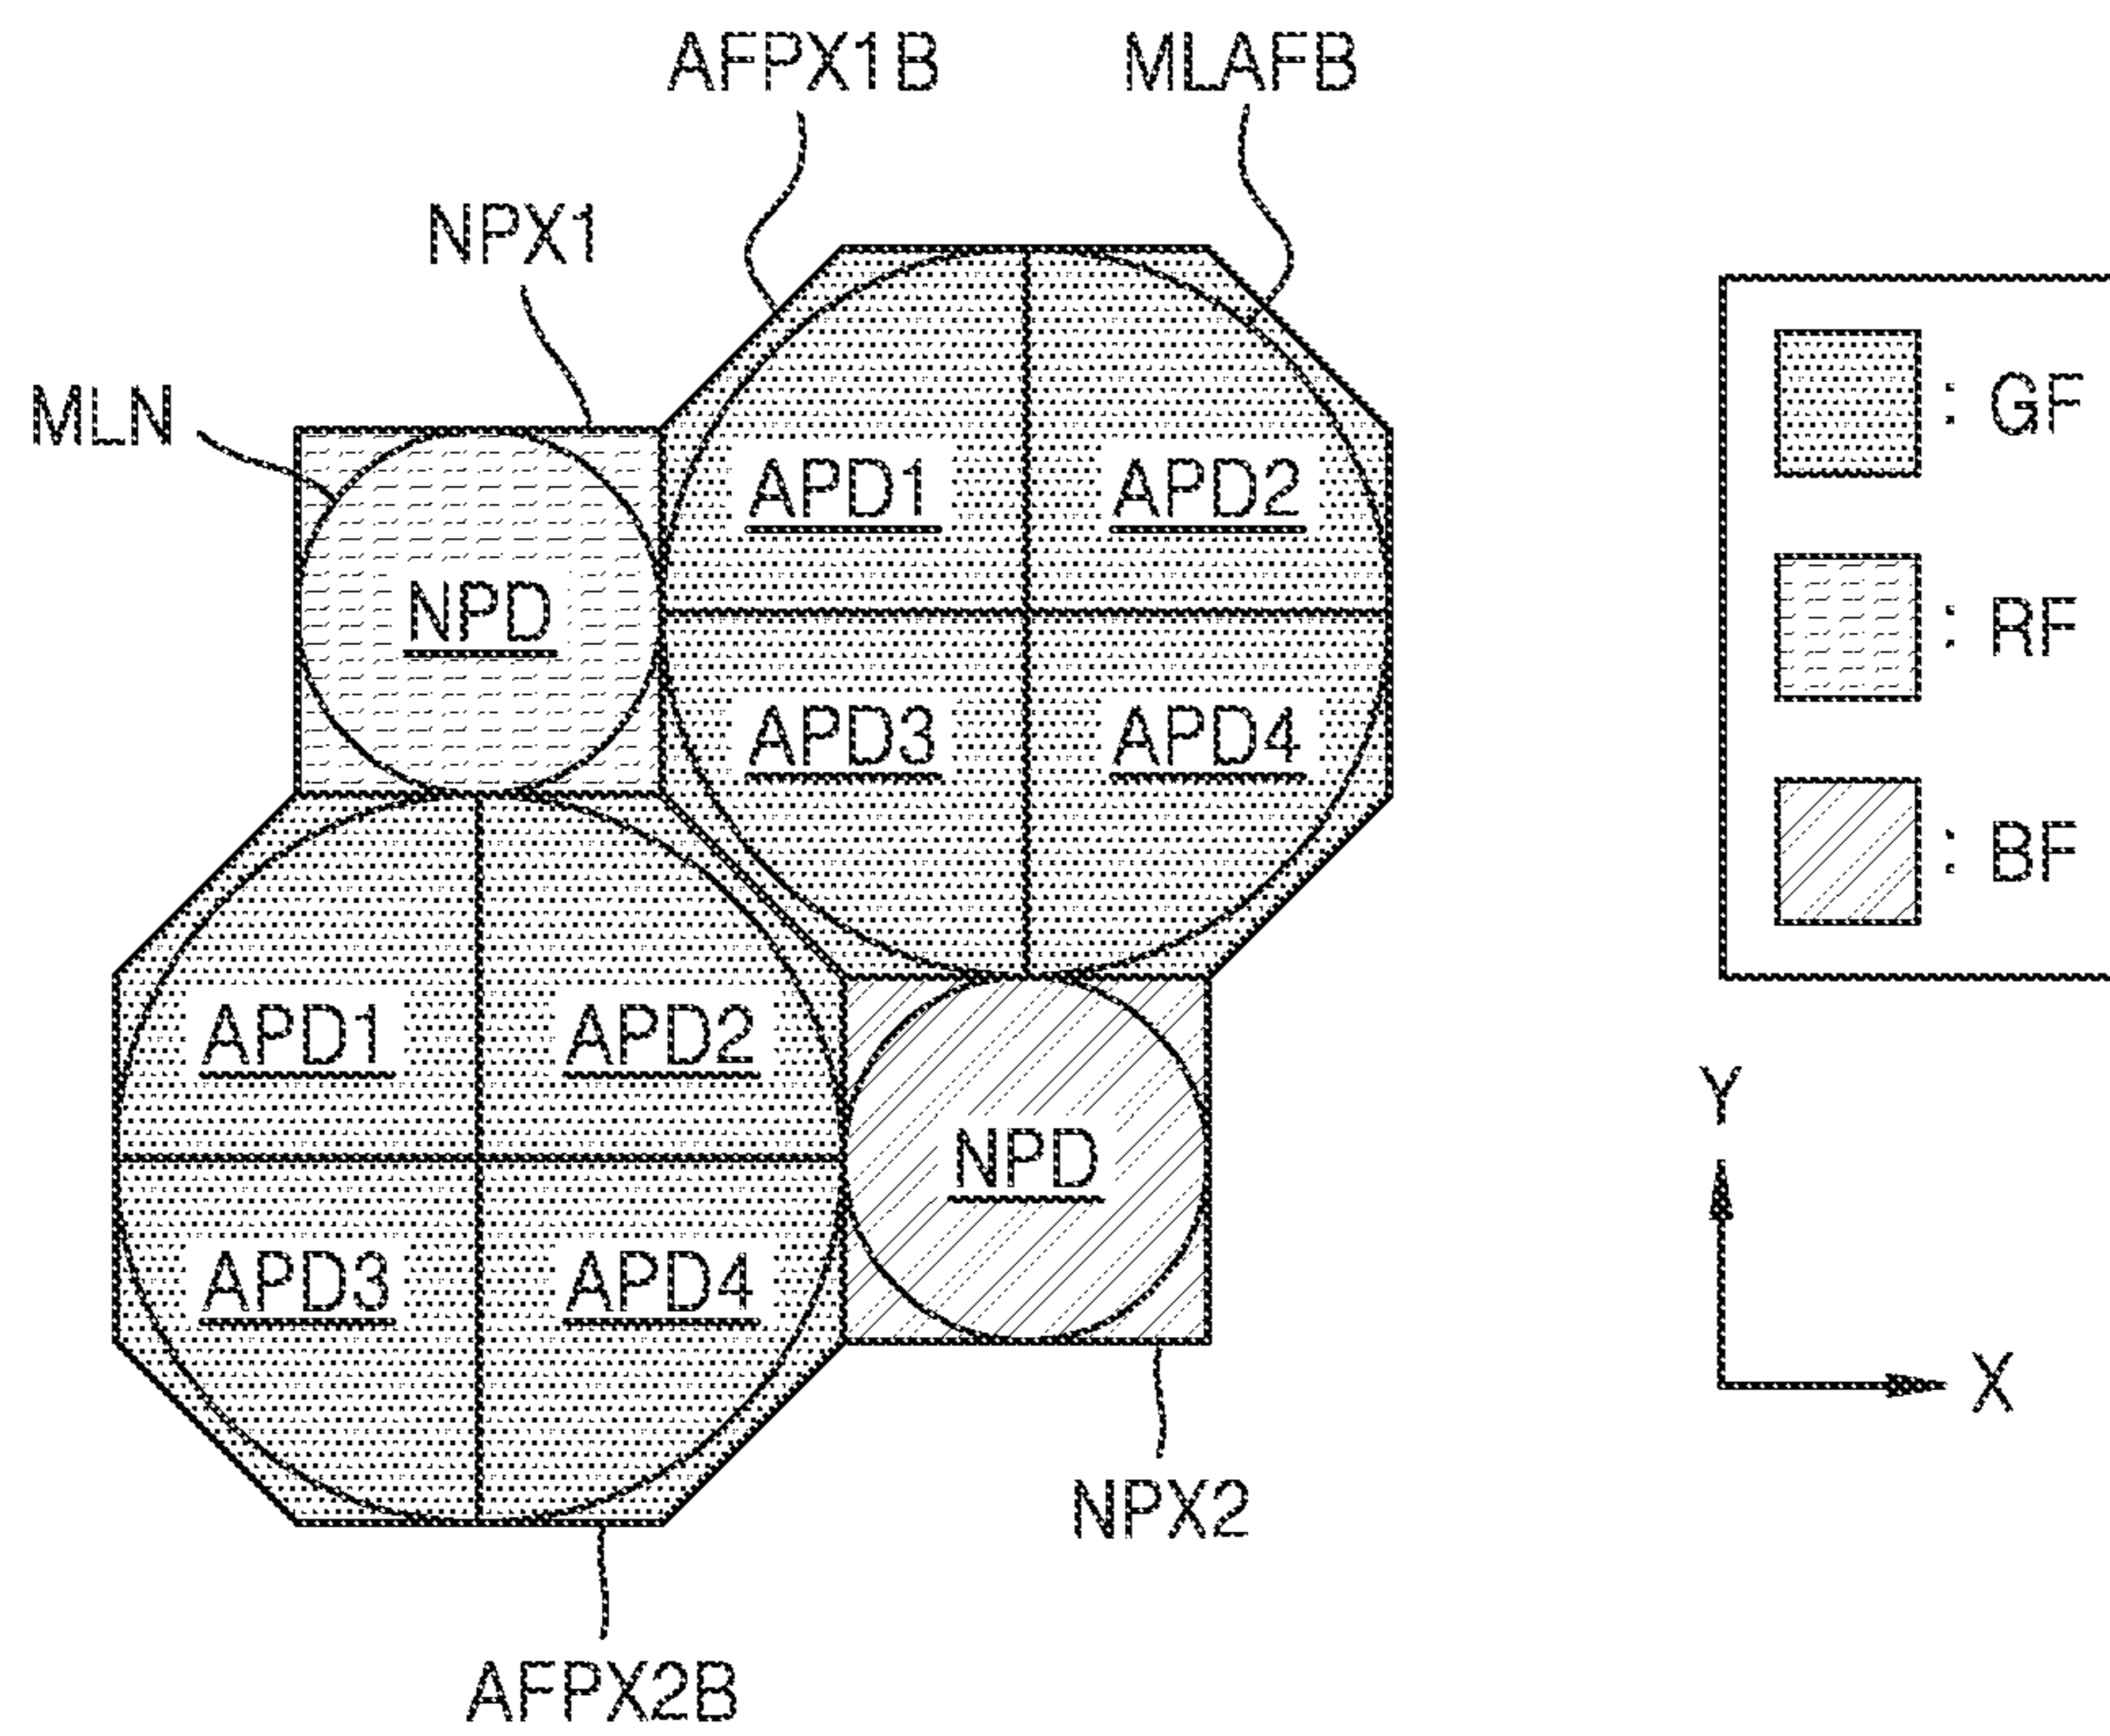 AFPX1B MLAFB
NPX1
MLN
APD1 APD2
NPD
APD3 APD4
APD1 APD2
NPD
APD3 APD4
NPX2
AFPX2B
: GF
: RF
: BF
Y
X